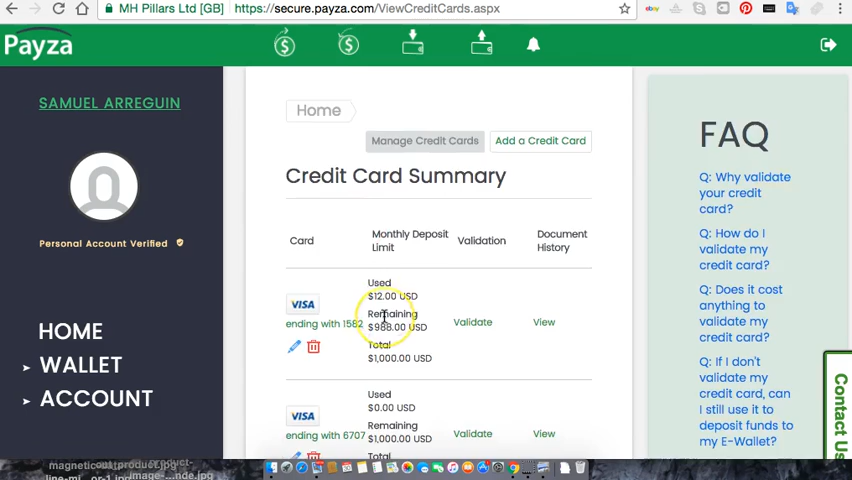 MH Pillars Ltd [GB]
https://secure.payza.com/ViewCreditCards.aspx
ebay
Payza
SAMUEL ARREGUIN
Personal Account Verified
HOME
WALLET
ACCOUNT
Home
Manage Credit Cards
Add a Credit Card
Credit Card Summary
Card
Monthly Deposit
Limit
Validation
Document
History
VISA
ending with 1582
Used
$12.00 USD
Remaining
$988.00 USD
Total
$1,000.00 USD
Validate
View
VISA
ending with 6707
Used
$0.00 USD
Remaining
$1,000.00 USD
Total
Validate
View
FAQ
Q: Why validate
your credit
card?
Q: How do I
validate my
credit card?
Q: Does it cost
anything to
validate my
credit card?
Q: If I don't
validate my
credit card, can
I still use it to
deposit funds to
my E-Wallet?
Contact Us